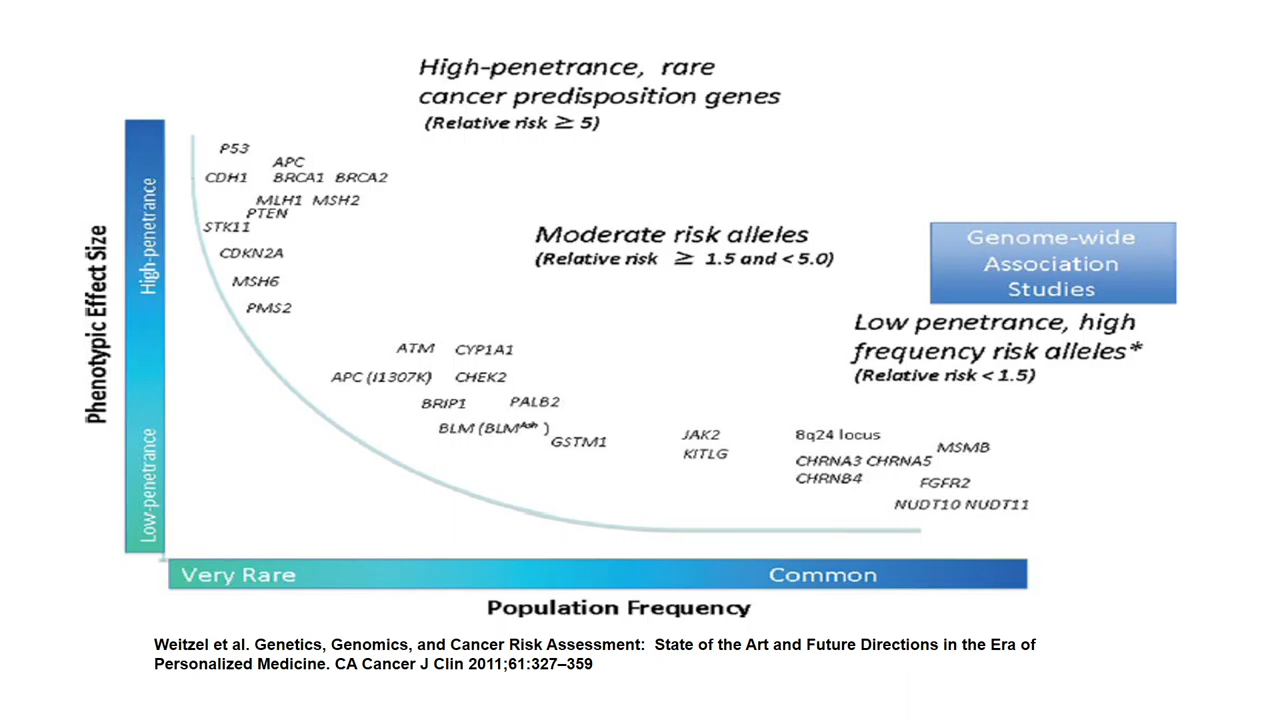 High-penetrance, rare
cancer predisposition genes
(Relative risk ≥ 5)
P53
APC
CDH1 BRCA1 BRCA2
MLH1 MSH2
PTEN
STK11
CDKN2A
MSH6
PMS2
Moderate risk alleles
(Relative risk ≥ 1.5 and < 5.0)
Genome-wide
Association
Studies
Low penetrance, high
frequency risk alleles*
(Relative risk < 1.5)
ATM CYP1A1
APC (I1307K) CHEK2
BRIP1 PALB2
BLM (BLMAsh )
GSTM1
JAK2
KITLG
8q24 locus
MSMB
CHRNA3 CHRNA5
CHRNB4
FGFR2
NUDT10 NUDT11
Phenotypic Effect Size
High-penetrance
Low-penetrance
Very Rare Common
Population Frequency
Weitzel et al. Genetics, Genomics, and Cancer Risk Assessment: State of the Art and Future Directions in the Era of
Personalized Medicine. CA Cancer J Clin 2011;61:327–359